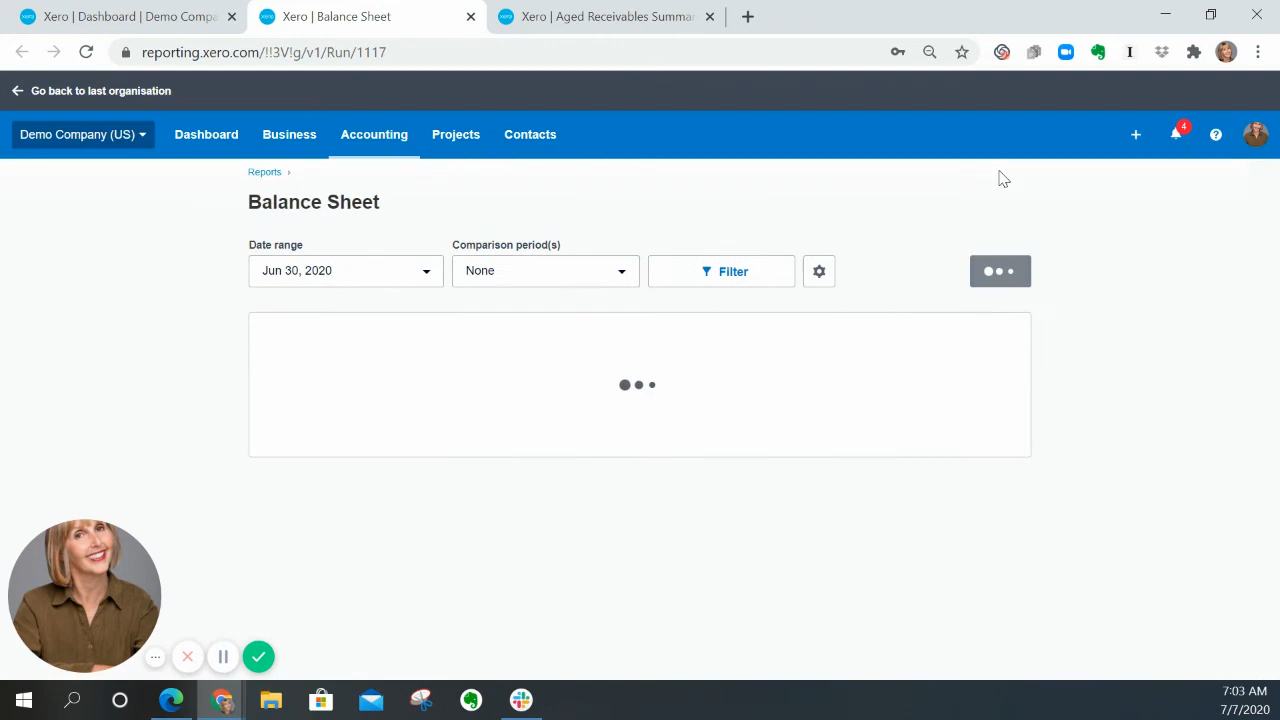 Xero | Dashboard | Demo Compa
Xero | Balance Sheet
Xero | Aged Receivables Summar
reporting.xero.com/!!3V!g/v1/Run/1117
Go back to last organisation
Demo Company (US)
Dashboard
Business
Accounting
Projects
Contacts
4
Reports
Balance Sheet
Date range
Comparison period(s)
Jun 30, 2020
None
Filter
7:03 AM
7/7/2020